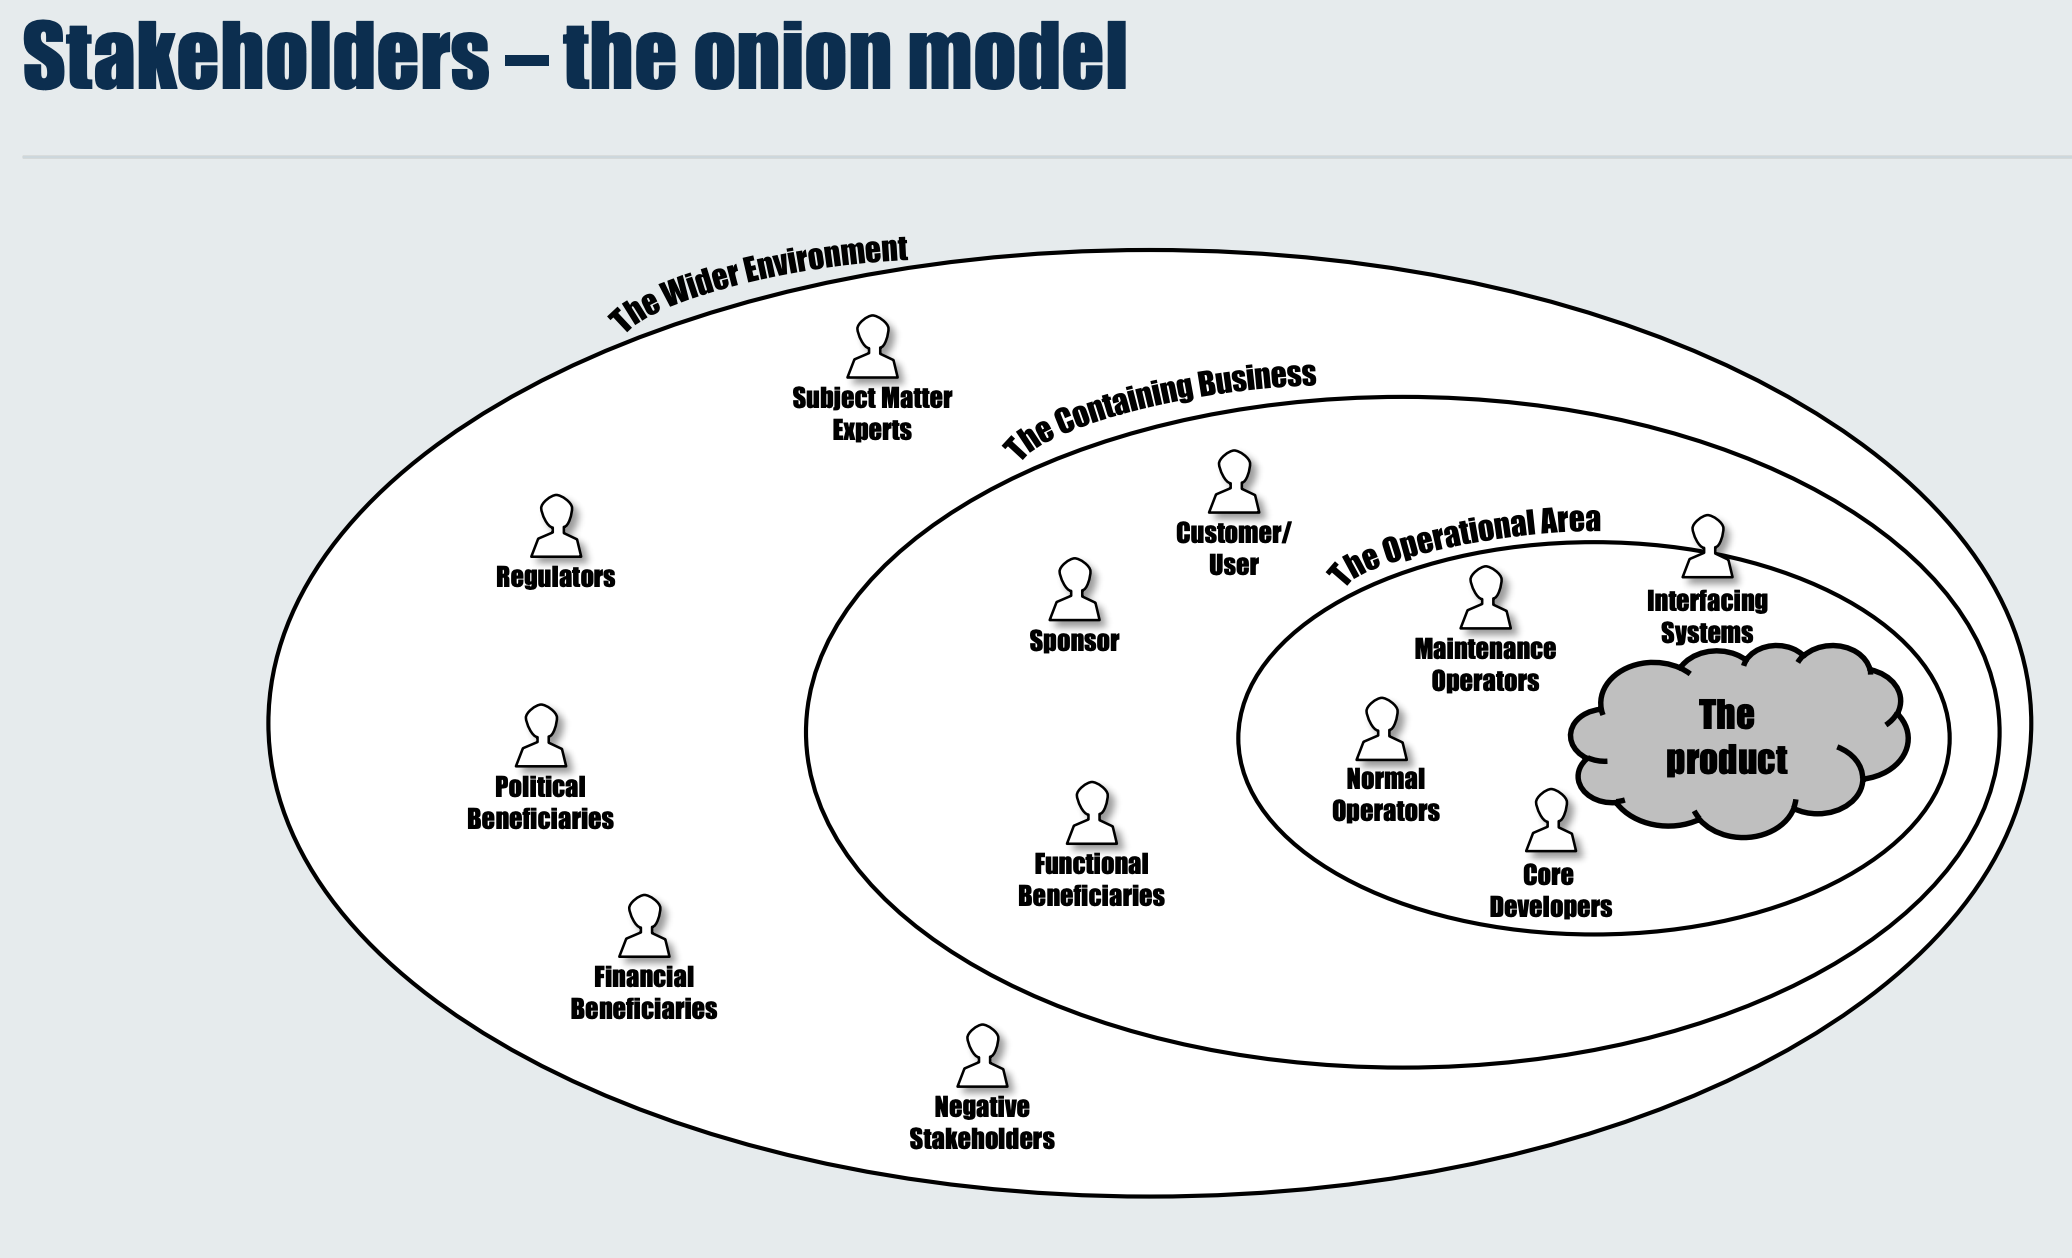 Stakeholders – the onion model
The Wider Environment
Subject Matter
Experts
The Containing Business
Regulators
Customer/
User
The Operational Area
Sponsor
Interfacing
Systems
Maintenance
Operators
The
product
Political
Beneficiaries
Normal
Operators
Functional
Beneficiaries
Core
Developers
Financial
Beneficiaries
Negative
Stakeholders